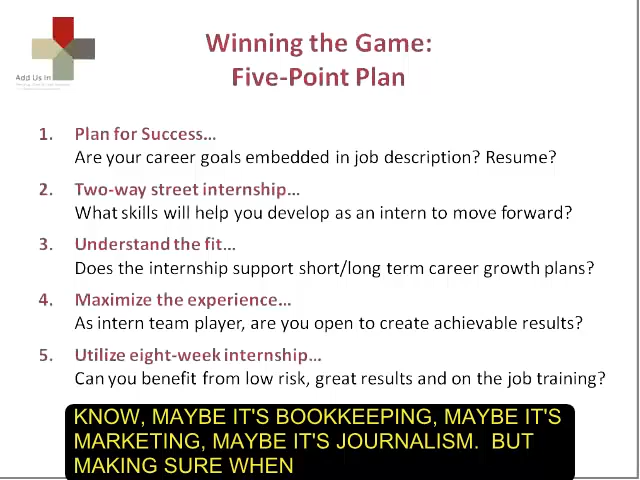 Winning the Game:
Five-Point Plan
Add Us In
1. Plan for Success...
Are your career goals embedded in job description? Resume?
2. Two-way street internship...
What skills will help you develop as an intern to move forward?
3. Understand the fit...
Does the internship support short/long term career growth plans?
4. Maximize the experience...
As intern team player, are you open to create achievable results?
5. Utilize eight-week internship...
Can you benefit from low risk, great results and on the job training?
KNOW, MAYBE IT'S BOOKKEEPING, MAYBE IT'S
MARKETING, MAYBE IT'S JOURNALISM. BUT
MAKING SURE WHEN